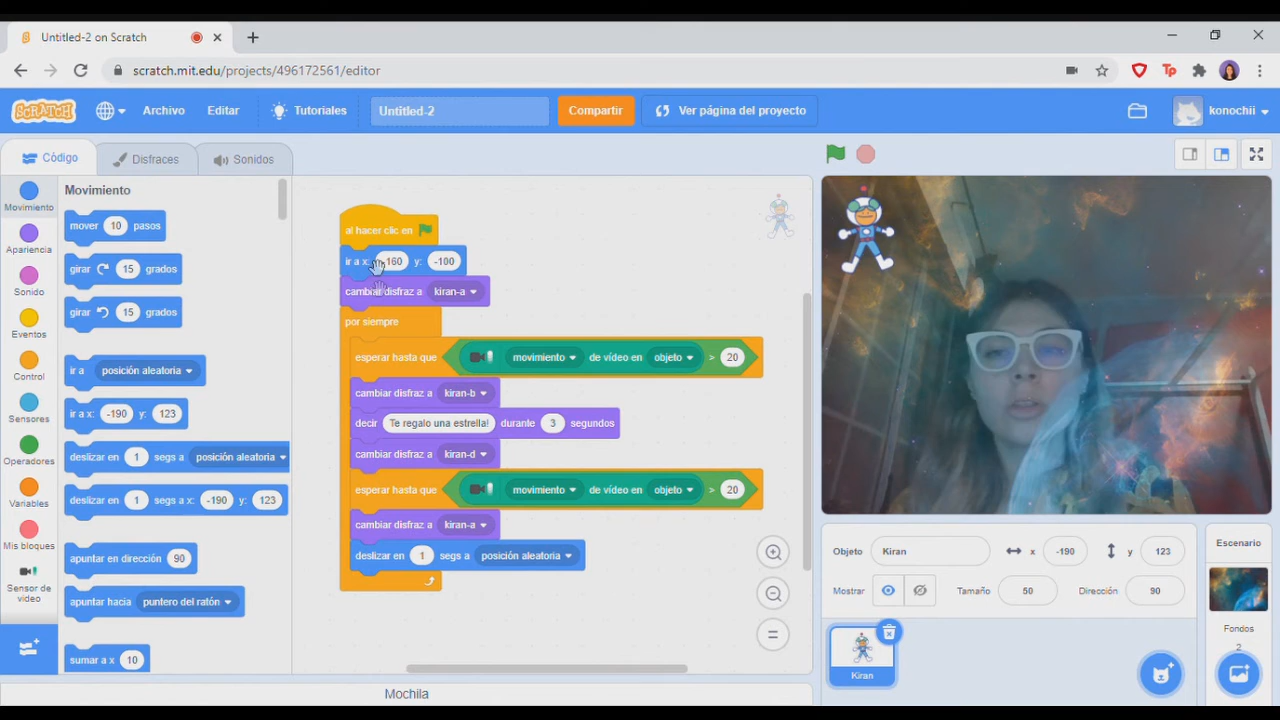 Untitled-2 on Scratch
scratch.mit.edu/projects/496172561/editor
Tp
SCRATCH Archivo Editar Tutoriales Untitled-2 Compartir Ver página del proyecto konochii
Código Disfraces Sonidos
Movimiento
Apariencia
Sonido
Eventos
Control
Sensores
Operadores
Variables
Mis bloques
Sensor de
video
Movimiento
mover 10 pasos
girar 15 grados
girar 15 grados
ir a posición aleatoria
ir a x: -190 y: 123
deslizar en 1 segs a posición aleatoria
deslizar en 1 segs a x: -190 y: 123
apuntar en dirección 90
apuntar hacia puntero del ratón
sumar a x 10
al hacer clic en
ir a x: 160 y: -100
cambiar disfraz a kiran-a
por siempre
esperar hasta que movimiento de vídeo en objeto > 20
cambiar disfraz a kiran-b
decir Te regalo una estrella! durante 3 segundos
cambiar disfraz a kiran-d
esperar hasta que movimiento de vídeo en objeto > 20
cambiar disfraz a kiran-a
deslizar en 1 segs a posición aleatoria
Mochila
Objeto Kiran x -190 y 123
Mostrar Tamaño 50 Dirección 90
Kiran
Escenario
Fondos
2